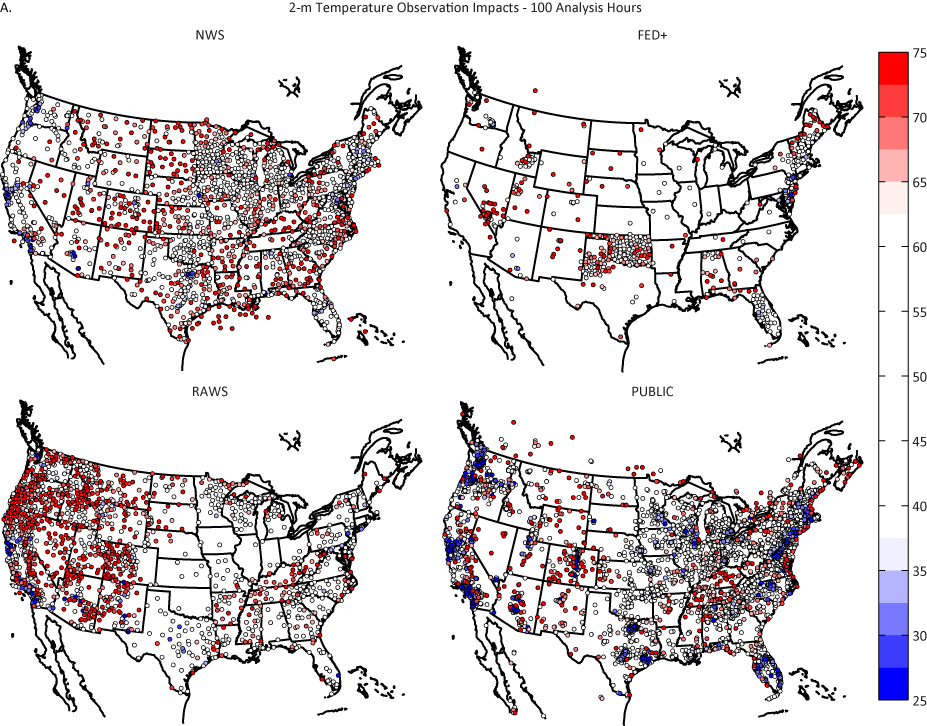 A.
2-m Temperature Observation Impacts - 100 Analysis Hours
NWS
FED+
75
70
65
60
55
50
45
40
35
30
25
RAWS
PUBLIC